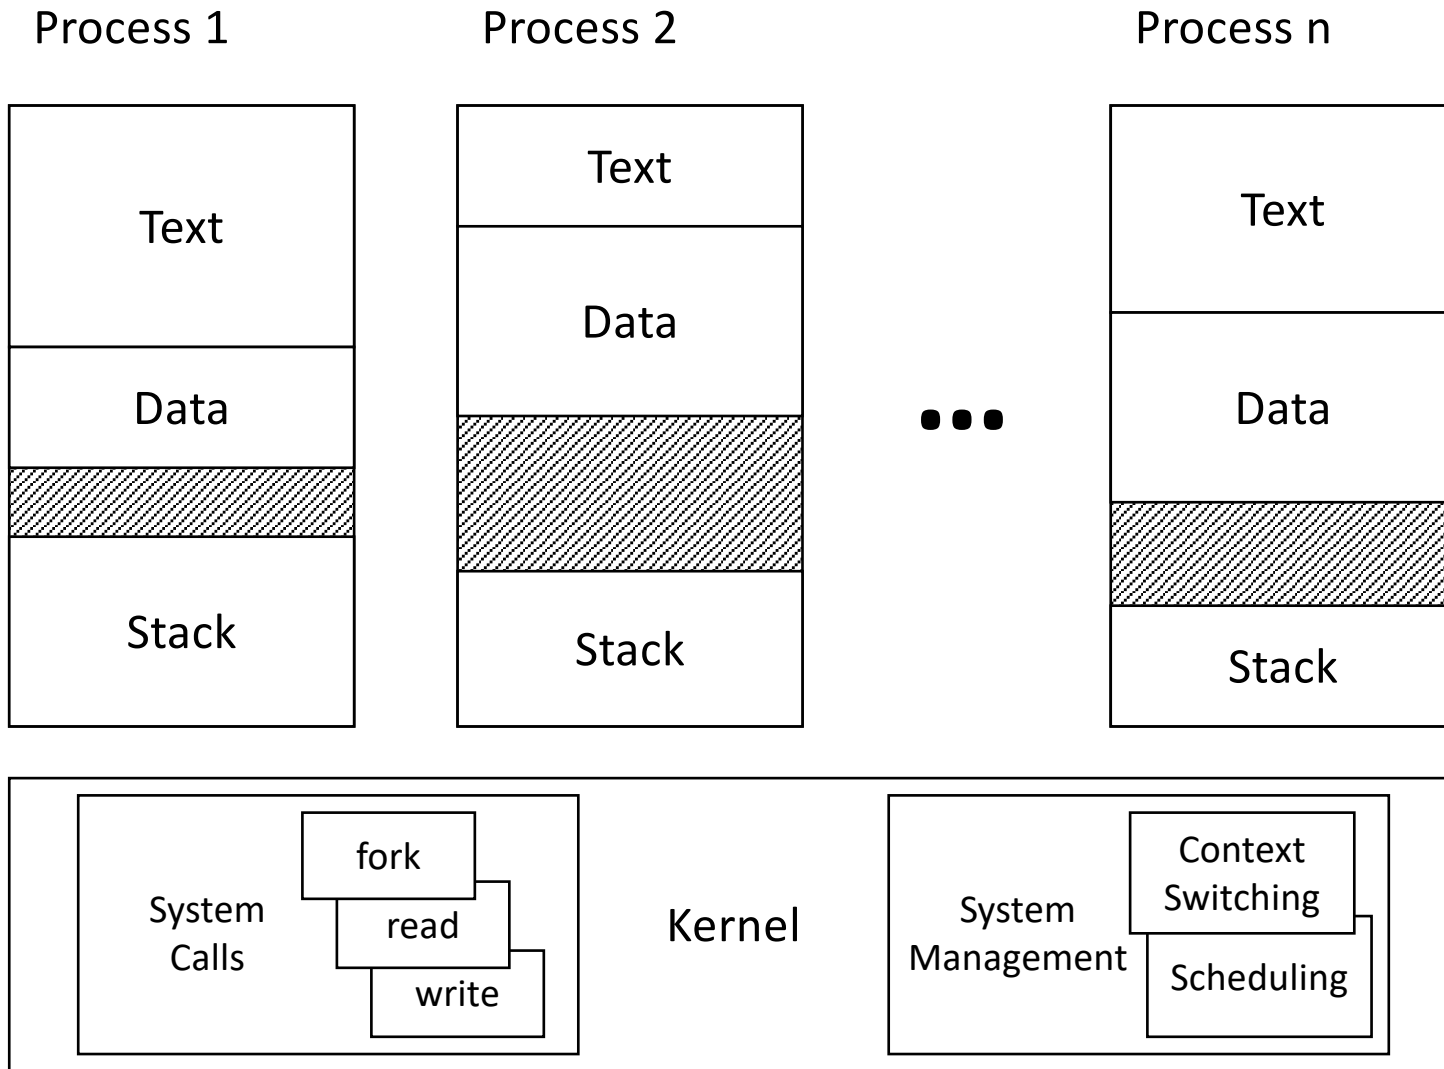 Process 1
Process 2
Process n
Text
Data
Stack
Text
Data
Stack
...
Text
Data
Stack
System
Calls
fork
read
write
Kernel
System
Management
Context
Switching
Scheduling